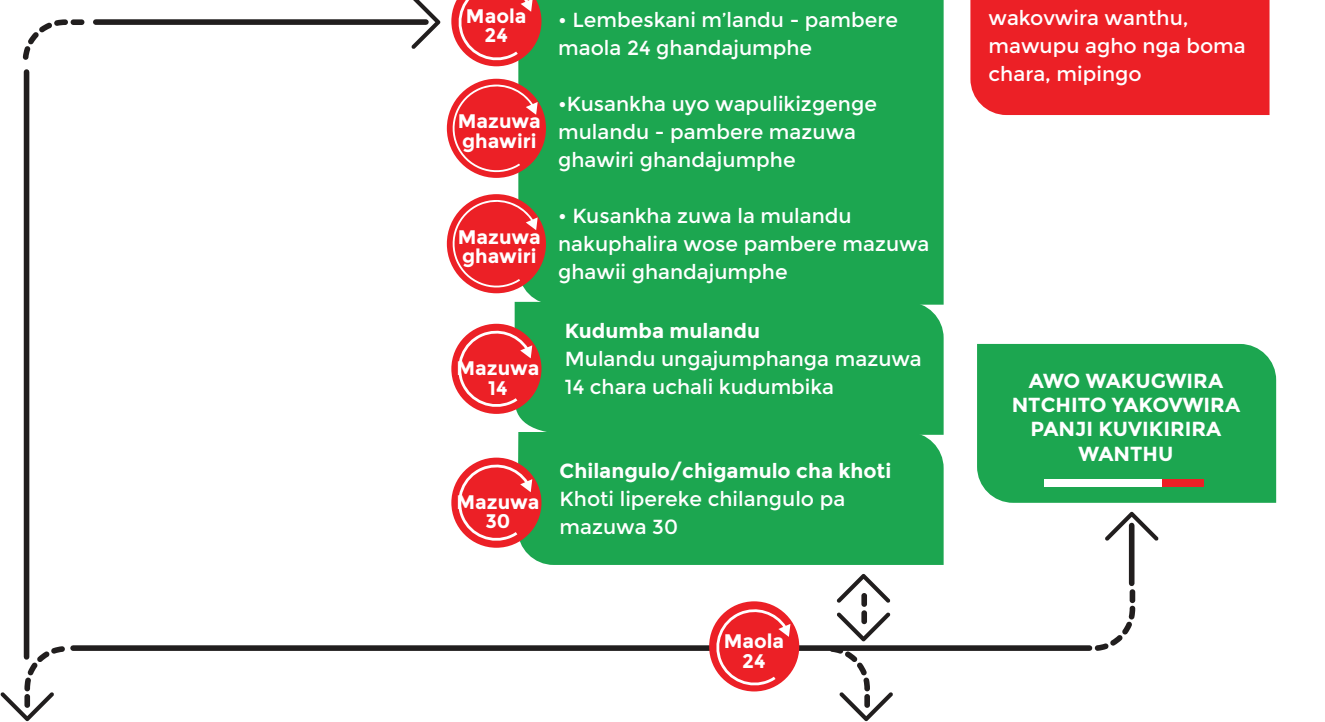 Maola
24
• Lembeskani m'landu - pambere
maola 24 ghandajumphe
wakovwira wanthu,
mawupu agho nga boma
chara, mipingo
Mazuwa
ghawiri
•Kusankha uyo wapulikizgenge
mulandu - pambere mazuwa
ghawiri ghandajumphe
Mazuwa
ghawiri
• Kusankha zuwa la mulandu
nakuphalira wose pambere mazuwa
ghawii ghandajumphe
Mazuwa
14
Kudumba mulandu
Mulandu ungajumphanga mazuwa
14 chara uchali kudumbika
AWO WAKUGWIRA
NTCHITO YAKOVWIRA
PANJI KUVIKIRIRA
WANTHU
Mazuwa
30
Chilangulo/chigamulo cha khoti
Khoti lipereke chilangulo pa
mazuwa 30
Maola
24